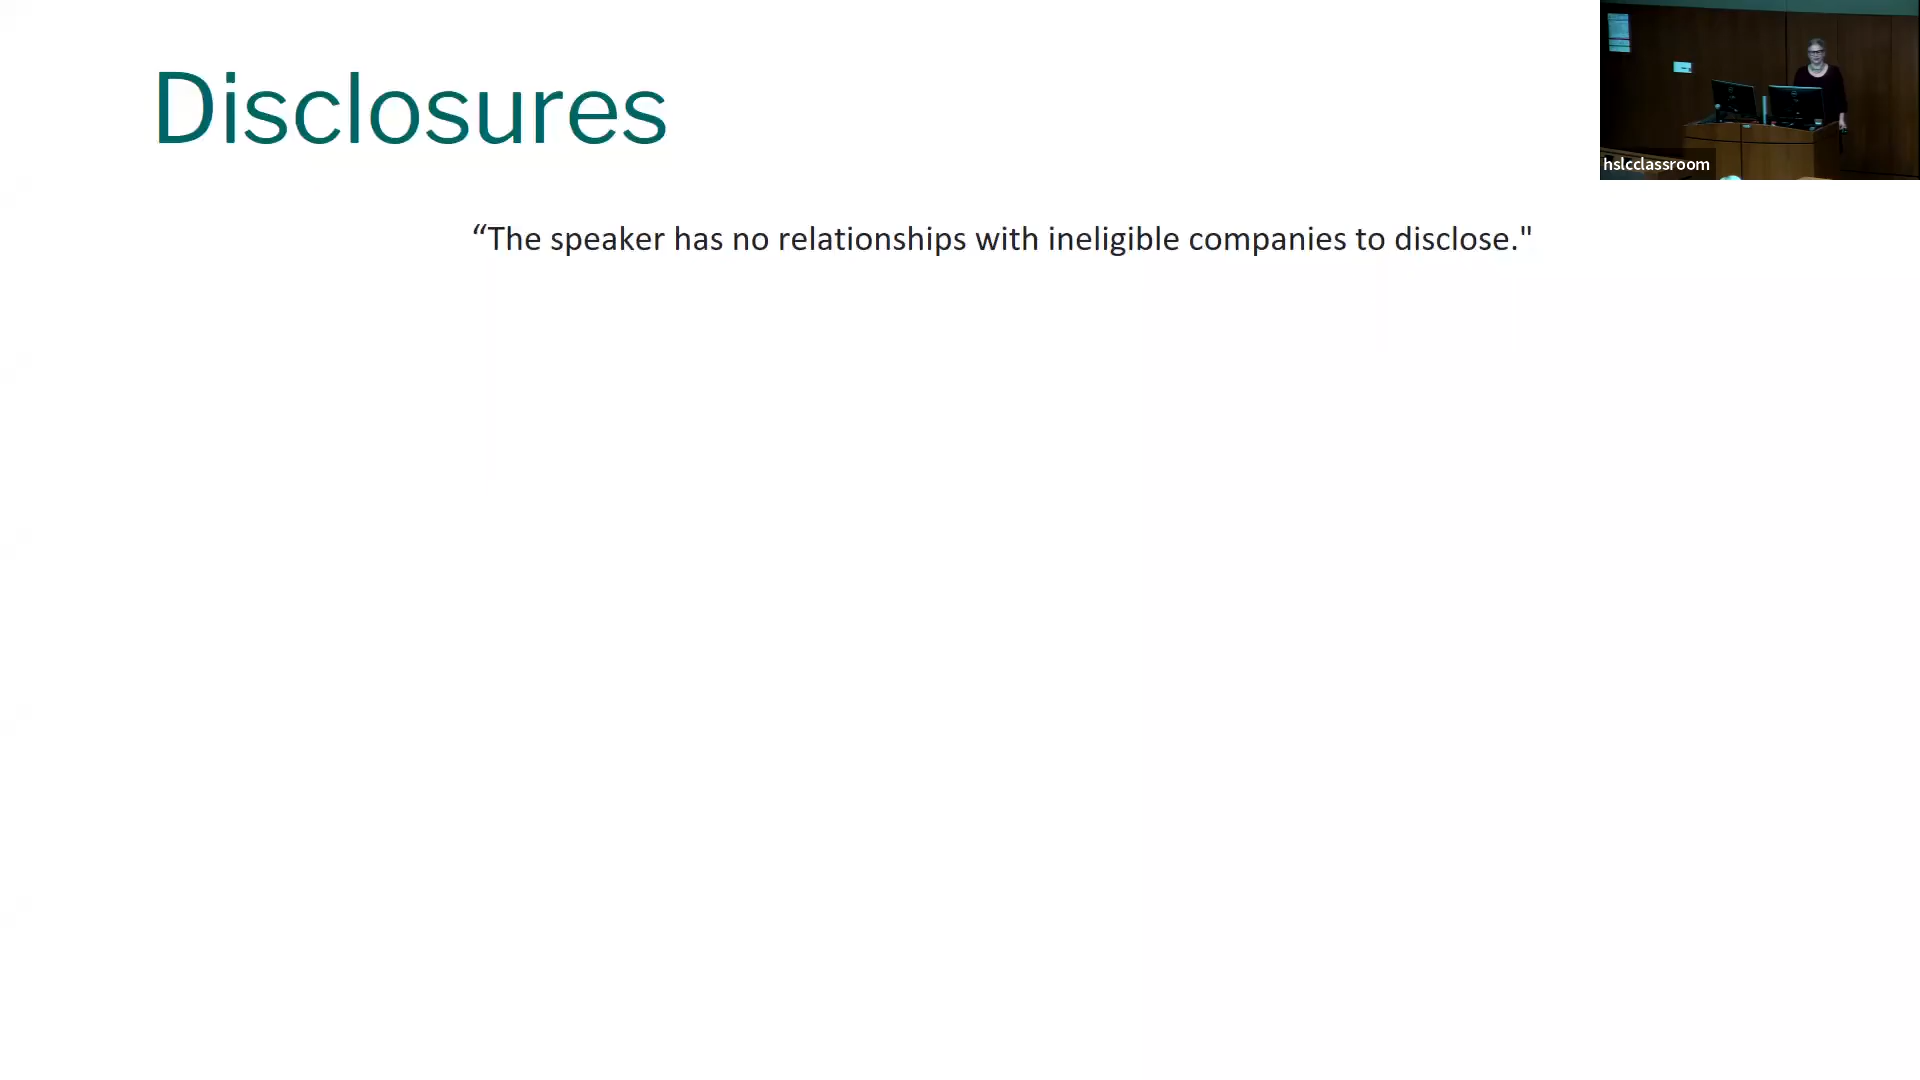 Disclosures
“The speaker has no relationships with ineligible companies to disclose."
hslcclassroom